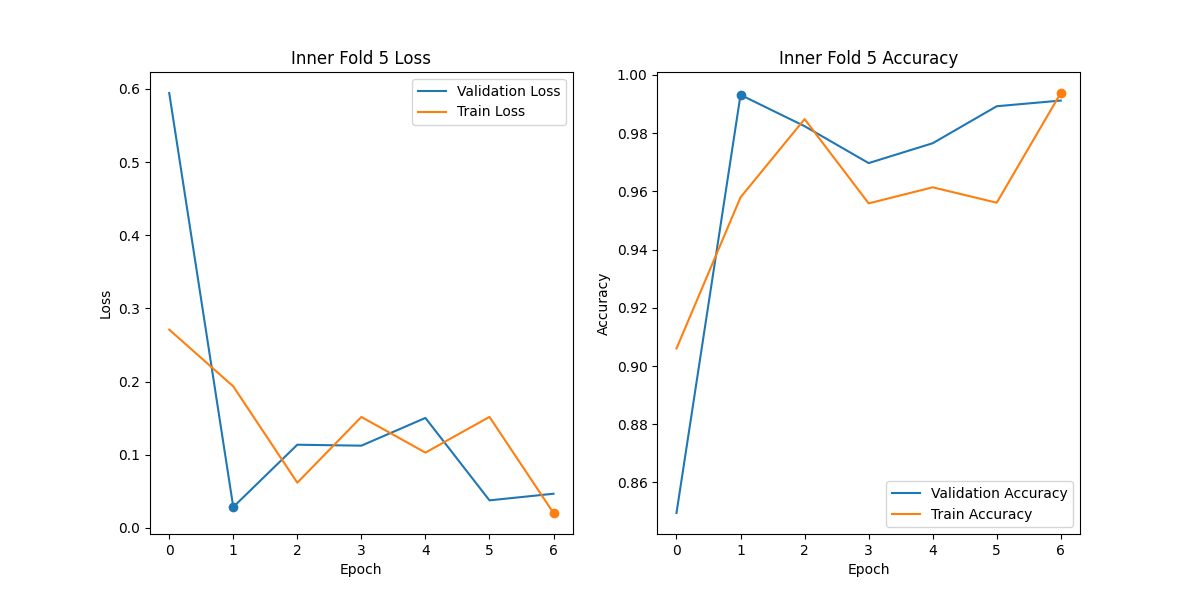 Inner Fold 5 Loss
Validation Loss
Train Loss
0.6
0.5
0.4
0.3
0.2
0.1
0.0
Loss
0 1 2 3 4 5 6
Epoch
Inner Fold 5 Accuracy
1.00
0.98
0.96
0.94
0.92
0.90
0.88
0.86
Accuracy
Validation Accuracy
Train Accuracy
0 1 2 3 4 5 6
Epoch